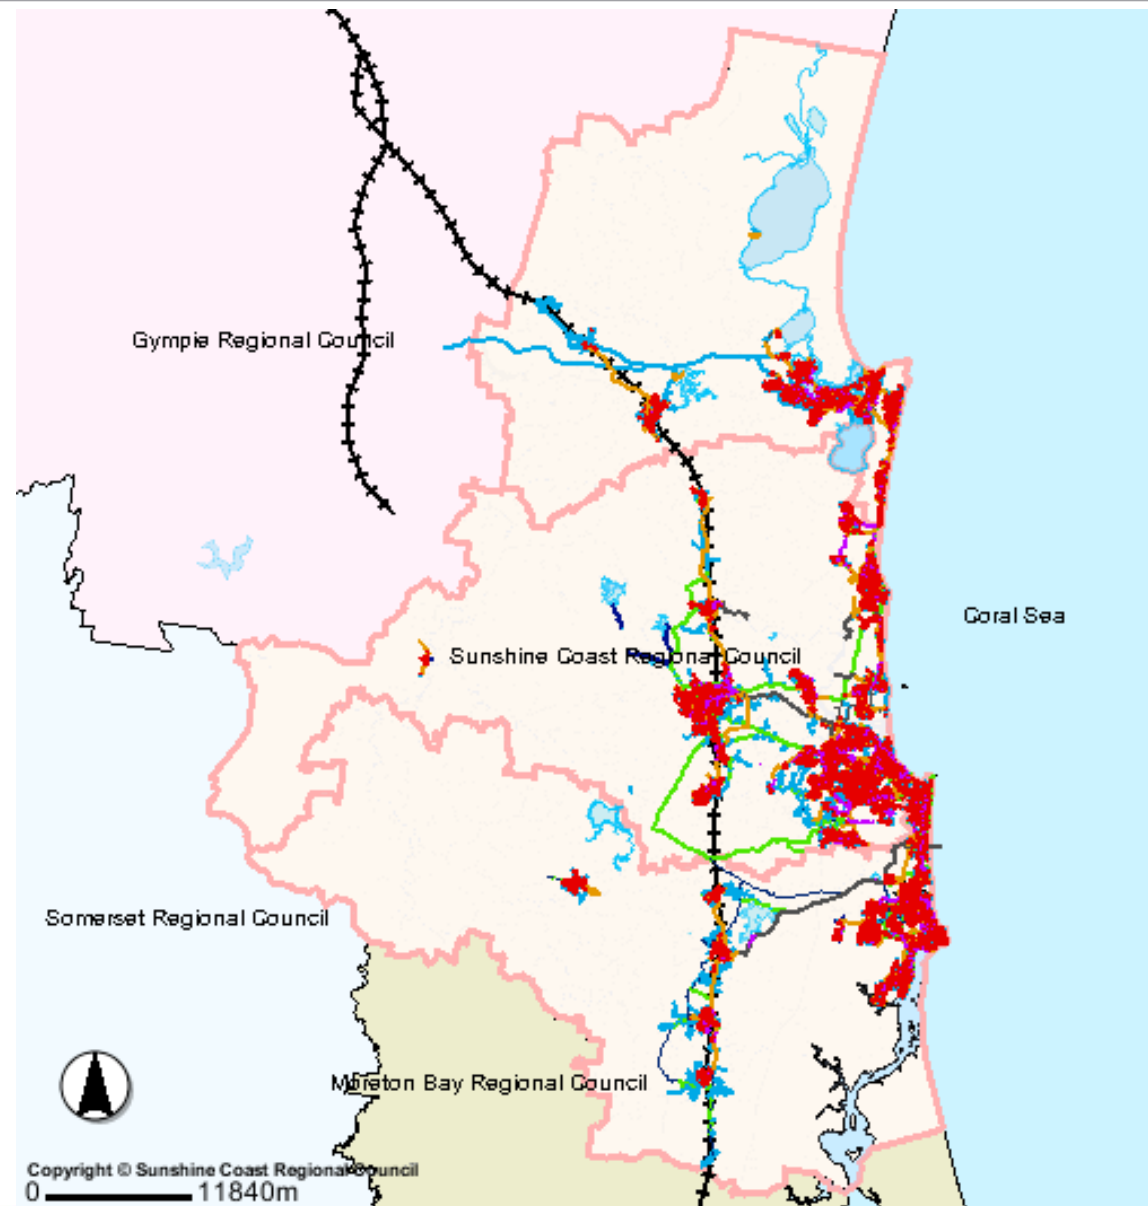 Gympie Regional Council
Coral Sea
Sunshine Coast Regional Council
Somerset Regional Council
Moreton Bay Regional Council
Copyright © Sunshine Coast Regional Council
0 11840m